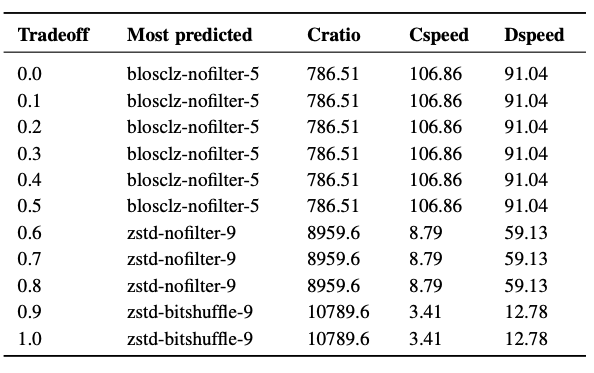 Tradeoff Most predicted Cratio Cspeed Dspeed
0.0 blosclz-nofilter-5 786.51 106.86 91.04
0.1 blosclz-nofilter-5 786.51 106.86 91.04
0.2 blosclz-nofilter-5 786.51 106.86 91.04
0.3 blosclz-nofilter-5 786.51 106.86 91.04
0.4 blosclz-nofilter-5 786.51 106.86 91.04
0.5 blosclz-nofilter-5 786.51 106.86 91.04
0.6 zstd-nofilter-9 8959.6 8.79 59.13
0.7 zstd-nofilter-9 8959.6 8.79 59.13
0.8 zstd-nofilter-9 8959.6 8.79 59.13
0.9 zstd-bitshuffle-9 10789.6 3.41 12.78
1.0 zstd-bitshuffle-9 10789.6 3.41 12.78